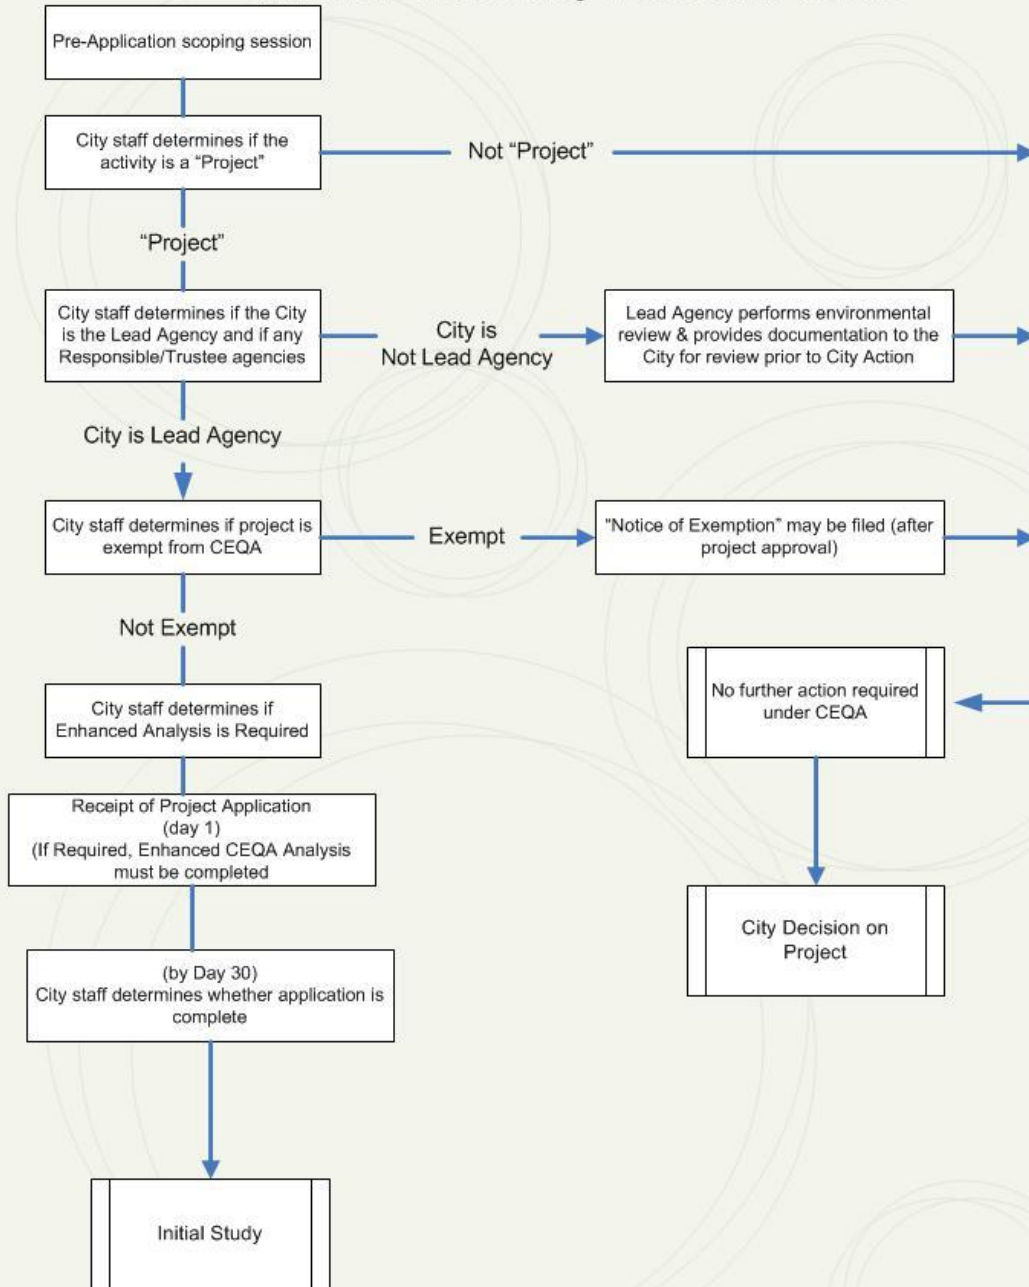 Pre-Application scoping session
City staff determines if the
activity is a “Project”
Not “Project”
“Project”
City staff determines if the City
is the Lead Agency and if any
Responsible/Trustee agencies
City is
Not Lead Agency
Lead Agency performs environmental
review & provides documentation to the
City for review prior to City Action
City is Lead Agency
City staff determines if project is
exempt from CEQA
Exempt
"Notice of Exemption” may be filed (after
project approval)
Not Exempt
City staff determines if
Enhanced Analysis is Required
No further action required
under CEQA
Receipt of Project Application
(day 1)
(If Required, Enhanced CEQA Analysis
must be completed
City Decision on
Project
(by Day 30)
City staff determines whether application is
complete
Initial Study